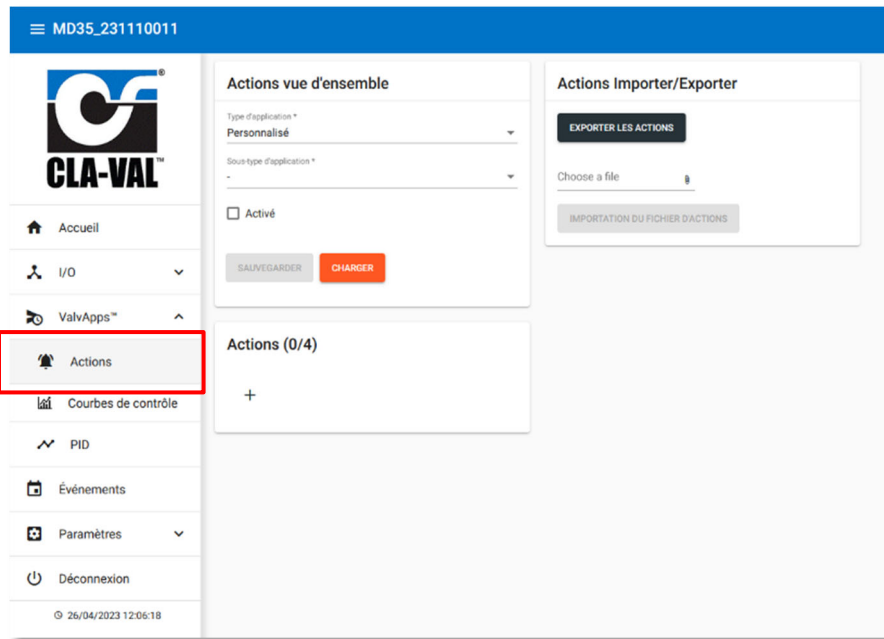 MD35_231110011
CLA-VAL™
Accueil
I/O
ValvApps™
Actions
Courbes de contrôle
PID
Événements
Paramètres
Déconnexion
26/04/2023 12:06:18
Actions vue d'ensemble
Type d'application *
Personnalisé
Sous-type d'application *
-
Activé
SAUVEGARDER
CHARGER
Actions (0/4)
+
Actions Importer/Exporter
EXPORTER LES ACTIONS
Choose a file
IMPORTATION DU FICHIER D'ACTIONS